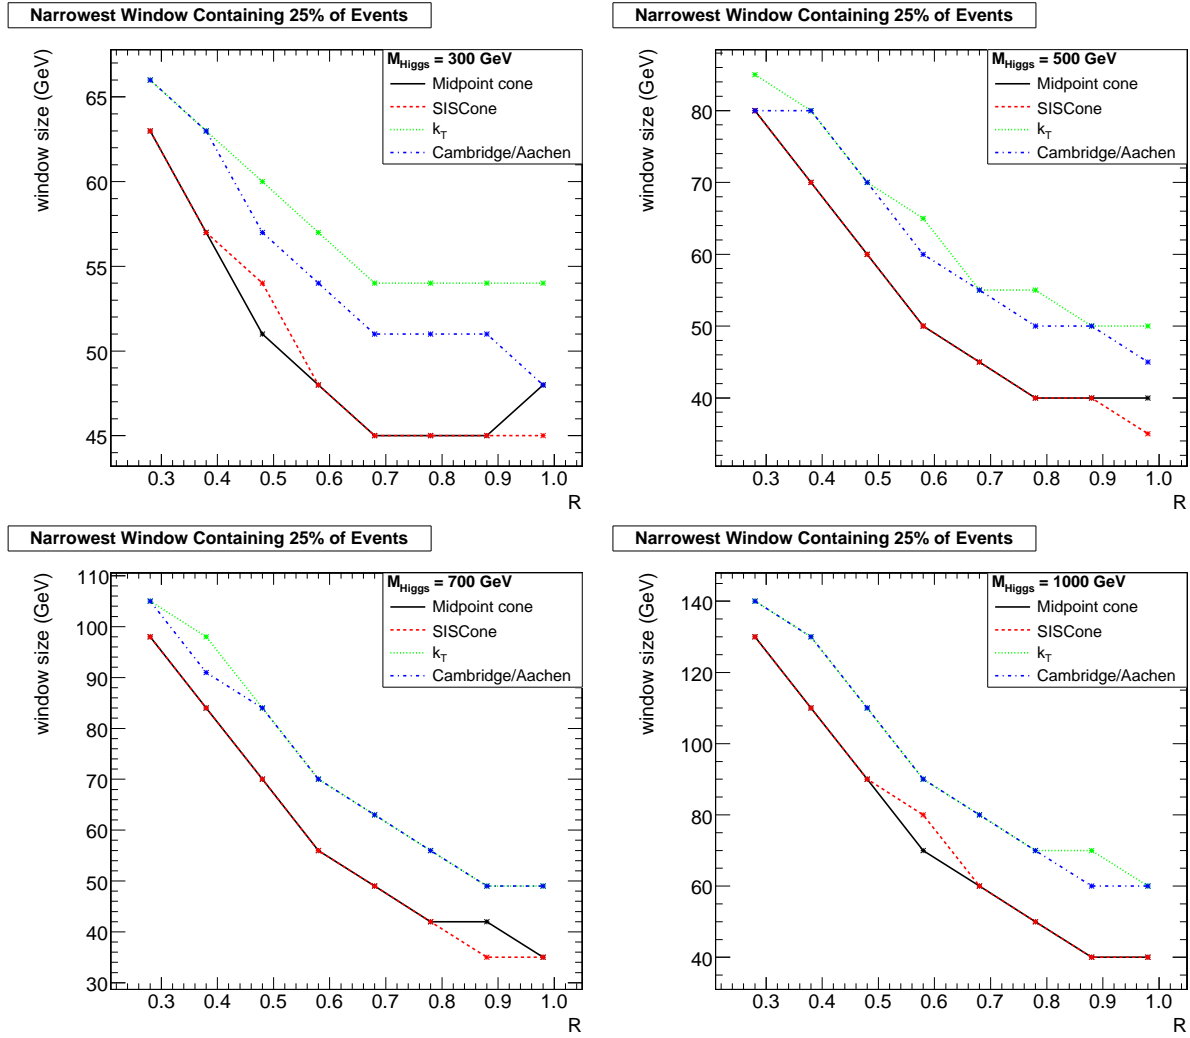 Narrowest Window Containing 25% of Events
window size (GeV)
M_Higgs = 300 GeV
Midpoint cone
SISCone
k_T
Cambridge/Aachen
65
60
55
50
45
0.3 0.4 0.5 0.6 0.7 0.8 0.9 1.0
R
Narrowest Window Containing 25% of Events
window size (GeV)
M_Higgs = 500 GeV
Midpoint cone
SISCone
k_T
Cambridge/Aachen
80
70
60
50
40
0.3 0.4 0.5 0.6 0.7 0.8 0.9 1.0
R
Narrowest Window Containing 25% of Events
window size (GeV)
M_Higgs = 700 GeV
Midpoint cone
SISCone
k_T
Cambridge/Aachen
110
100
90
80
70
60
50
40
30
0.3 0.4 0.5 0.6 0.7 0.8 0.9 1.0
R
Narrowest Window Containing 25% of Events
window size (GeV)
M_Higgs = 1000 GeV
Midpoint cone
SISCone
k_T
Cambridge/Aachen
140
120
100
80
60
40
0.3 0.4 0.5 0.6 0.7 0.8 0.9 1.0
R